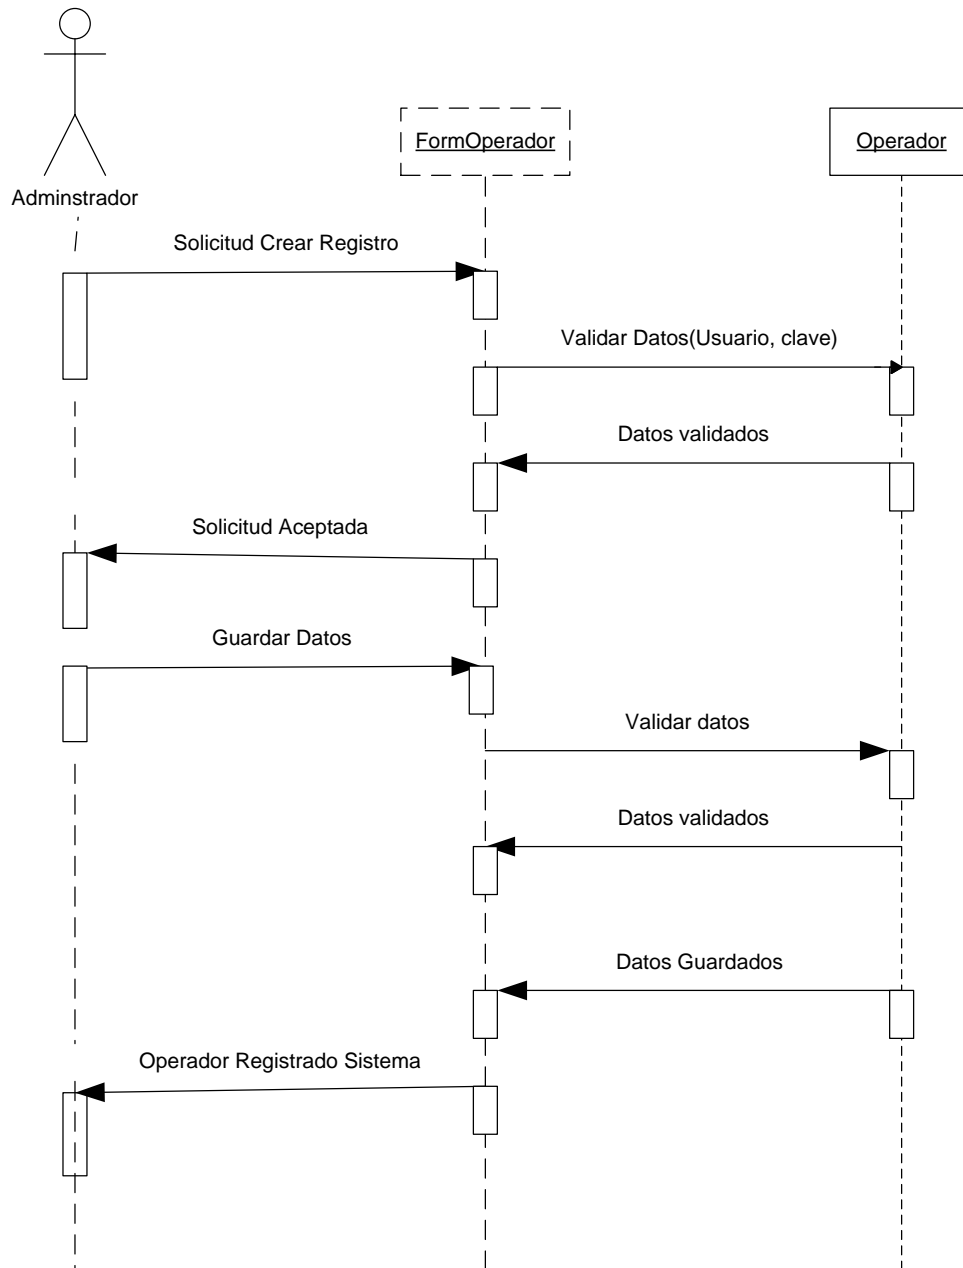 FormOperador
Operador
Adminstrador
Solicitud Crear Registro
Validar Datos(Usuario, clave)
Datos validados
Solicitud Aceptada
Guardar Datos
Validar datos
Datos validados
Datos Guardados
Operador Registrado Sistema